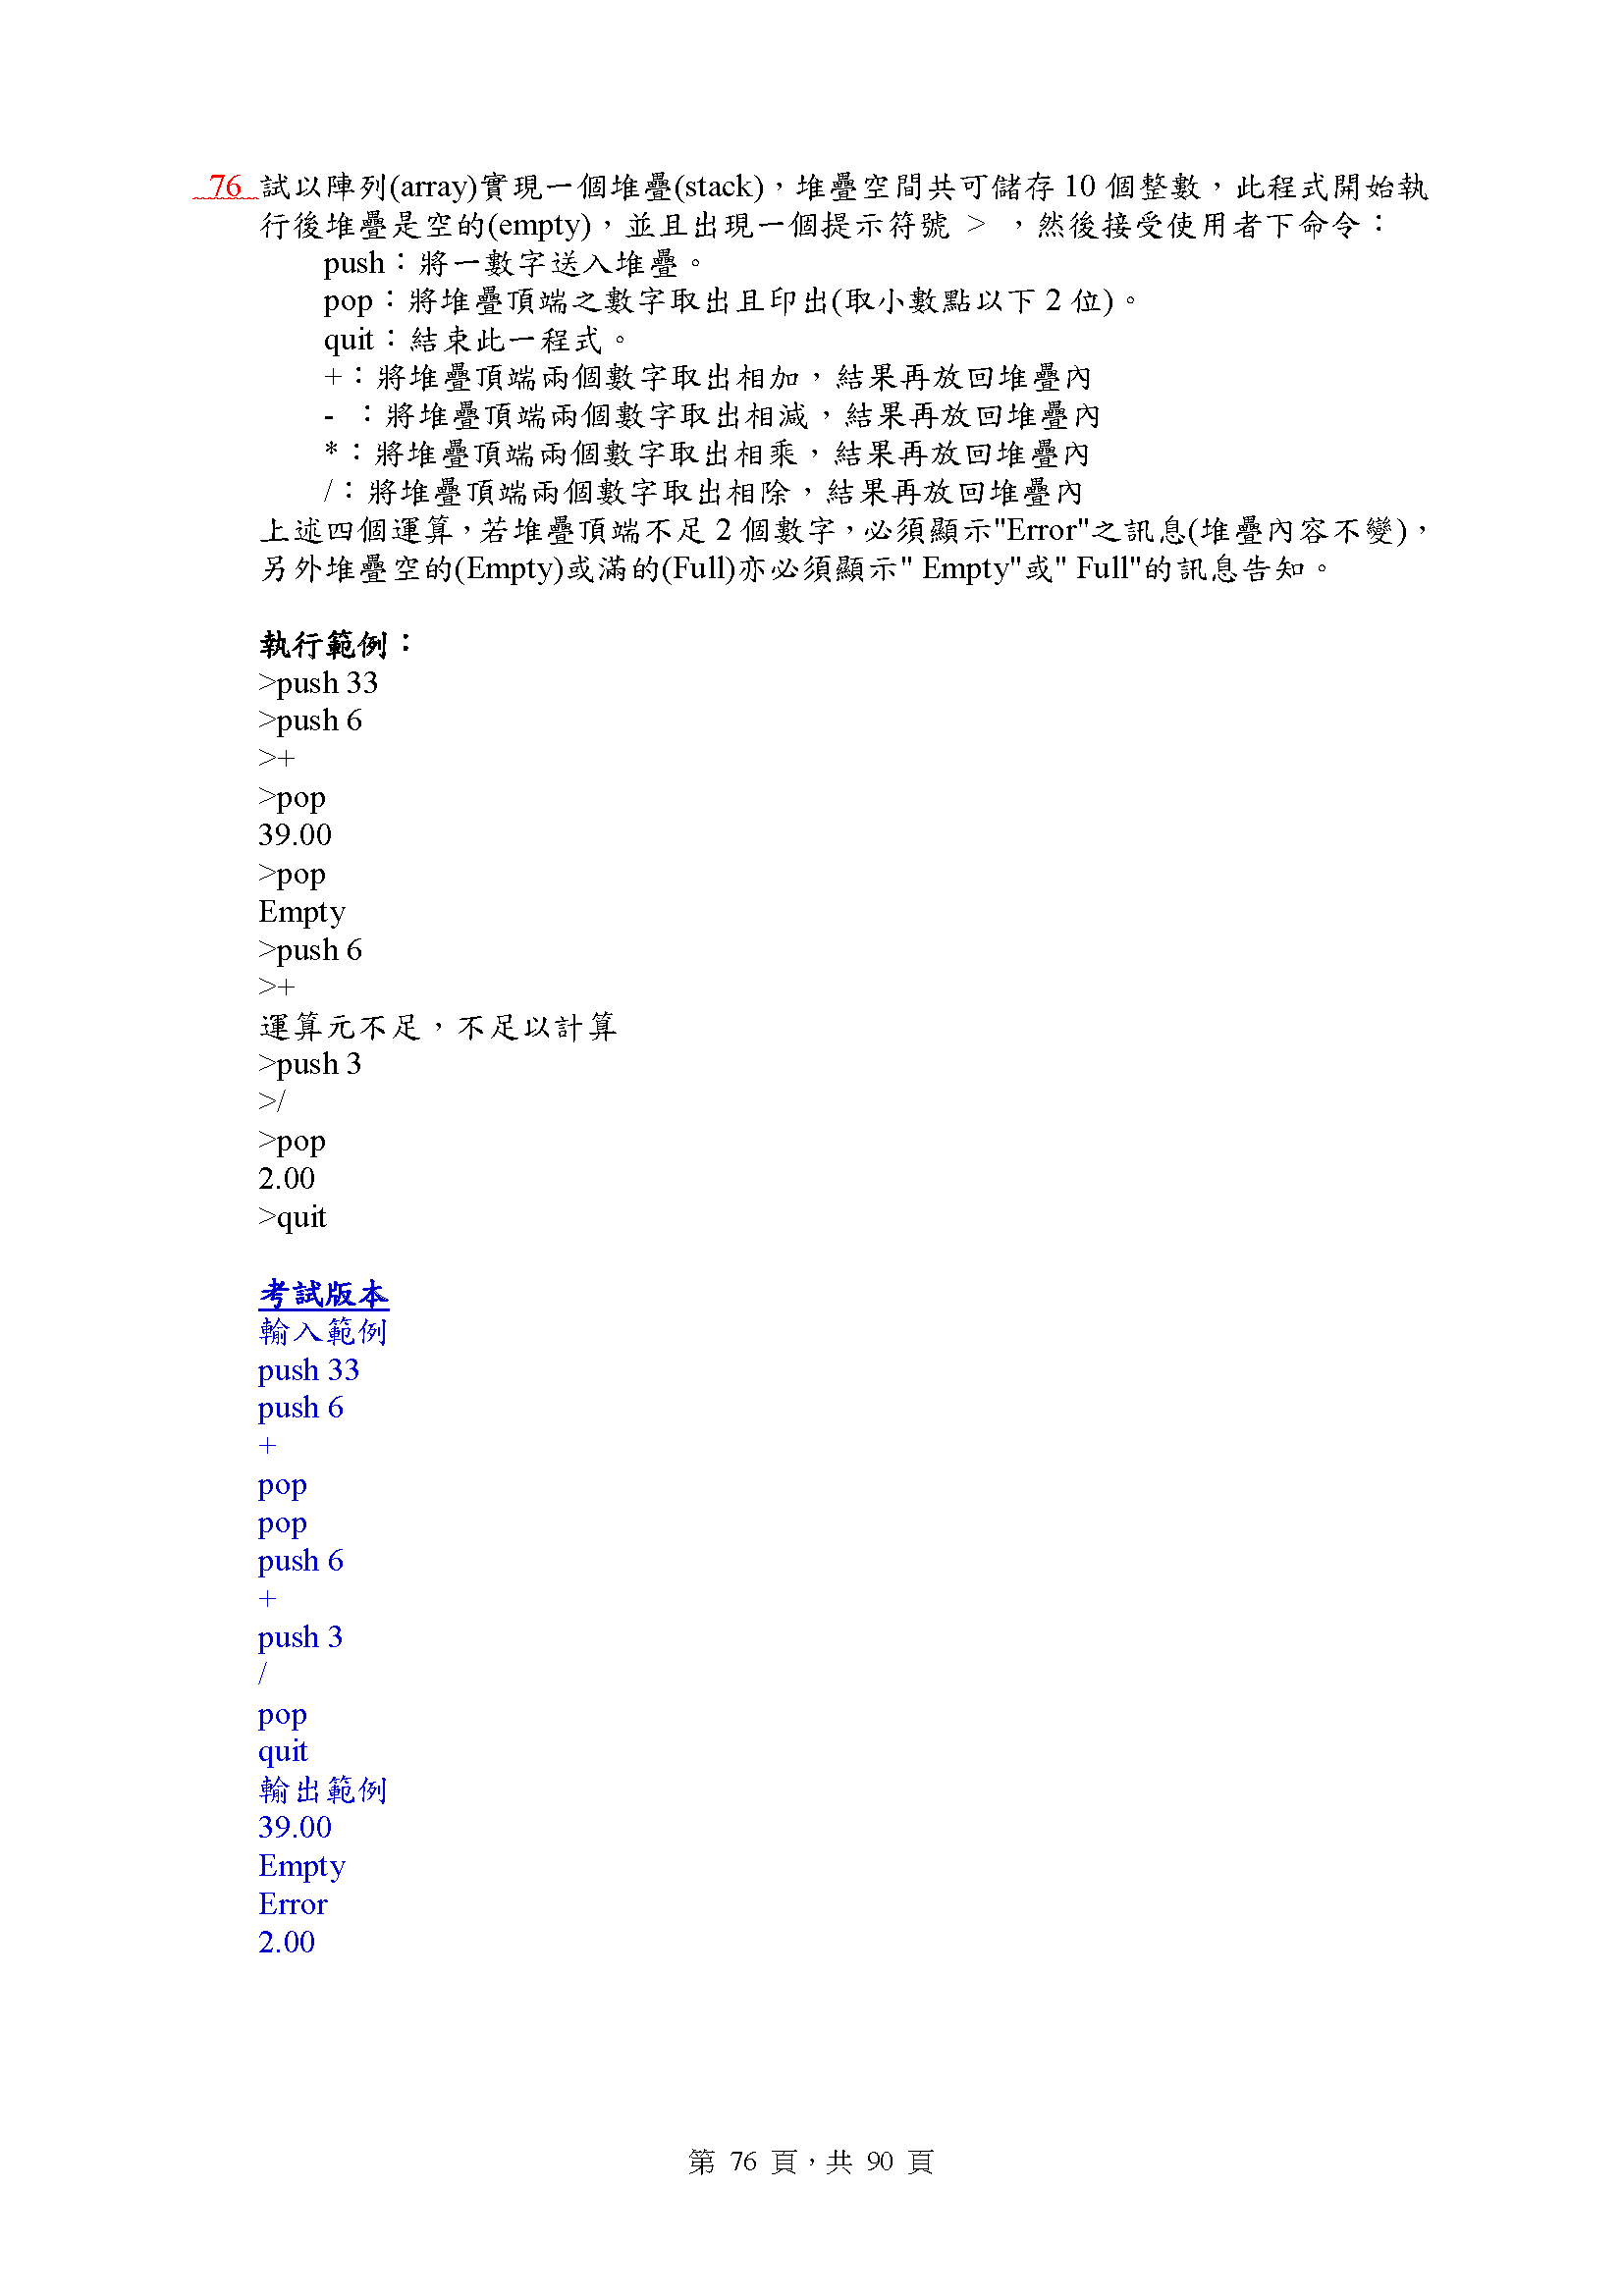 76 試以陣列(array)實現一個堆疊(stack)，堆疊空間共可儲存 10 個整數，此程式開始執
行後堆疊是空的(empty)，並且出現一個提示符號 > ，然後接受使用者下命令：
push：將一數字送入堆疊。
pop：將堆疊頂端之數字取出且印出(取小數點以下 2 位)。
quit：結束此一程式。
+：將堆疊頂端兩個數字取出相加，結果再放回堆疊內
- ：將堆疊頂端兩個數字取出相減，結果再放回堆疊內
*：將堆疊頂端兩個數字取出相乘，結果再放回堆疊內
/：將堆疊頂端兩個數字取出相除，結果再放回堆疊內
上述四個運算，若堆疊頂端不足 2 個數字，必須顯示"Error"之訊息(堆疊內容不變)，
另外堆疊空的(Empty)或滿的(Full)亦必須顯示" Empty"或" Full"的訊息告知。
執行範例：
>push 33
>push 6
>+
>pop
39.00
>pop
Empty
>push 6
>+
運算元不足，不足以計算
>push 3
>/
>pop
2.00
>quit
考試版本
輸入範例
push 33
push 6
+
pop
pop
push 6
+
push 3
/
pop
quit
輸出範例
39.00
Empty
Error
2.00
第 76 頁，共 90 頁